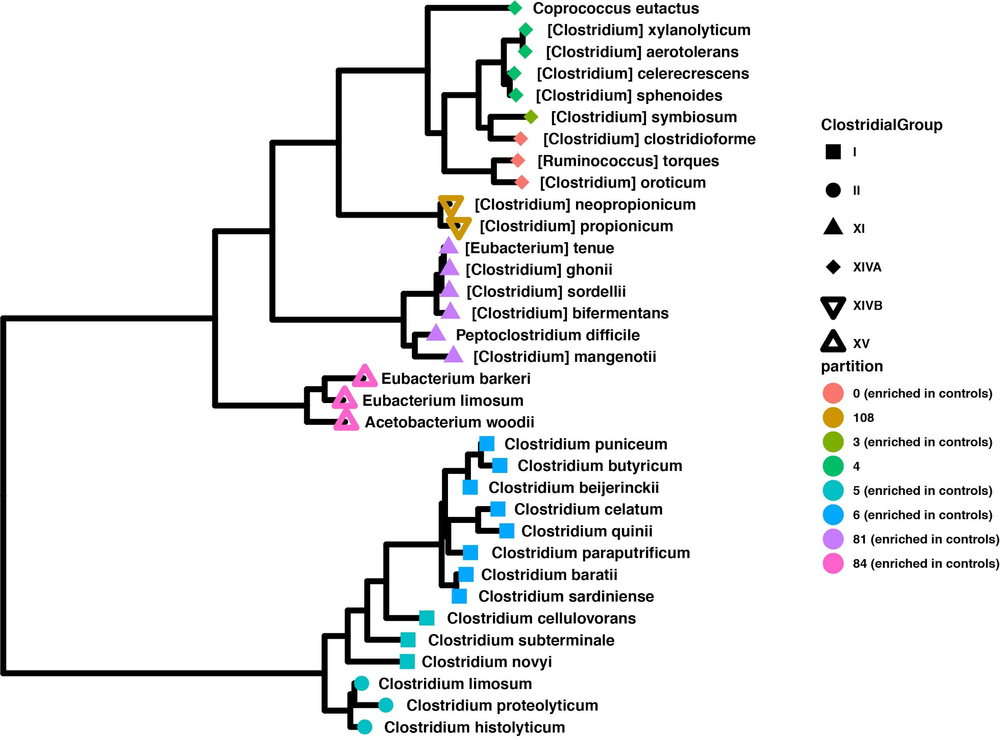 Coprococcus eutactus
[Clostridium] xylanolyticum
[Clostridium] aerotolerans
[Clostridium] celerecrescens
[Clostridium] sphenoides
[Clostridium] symbiosum
[Clostridium] clostridioforme
[Ruminococcus] torques
[Clostridium] oroticum
[Clostridium] neopropionicum
[Clostridium] propionicum
[Eubacterium] tenue
[Clostridium] ghonii
[Clostridium] sordellii
[Clostridium] bifermentans
Peptoclostridium difficile
[Clostridium] mangenotii
Eubacterium barkeri
Eubacterium limosum
Acetobacterium woodii
Clostridium puniceum
Clostridium butyricum
Clostridium beijerinckii
Clostridium celatum
Clostridium quinii
Clostridium paraputrificum
Clostridium baratii
Clostridium sardiniense
Clostridium cellulovorans
Clostridium subterminale
Clostridium novyi
Clostridium limosum
Clostridium proteolyticum
Clostridium histolyticum
ClostridialGroup
I
II
XI
XIVA
XIVB
XV
partition
0 (enriched in controls)
108
3 (enriched in controls)
4
5 (enriched in controls)
6 (enriched in controls)
81 (enriched in controls)
84 (enriched in controls)